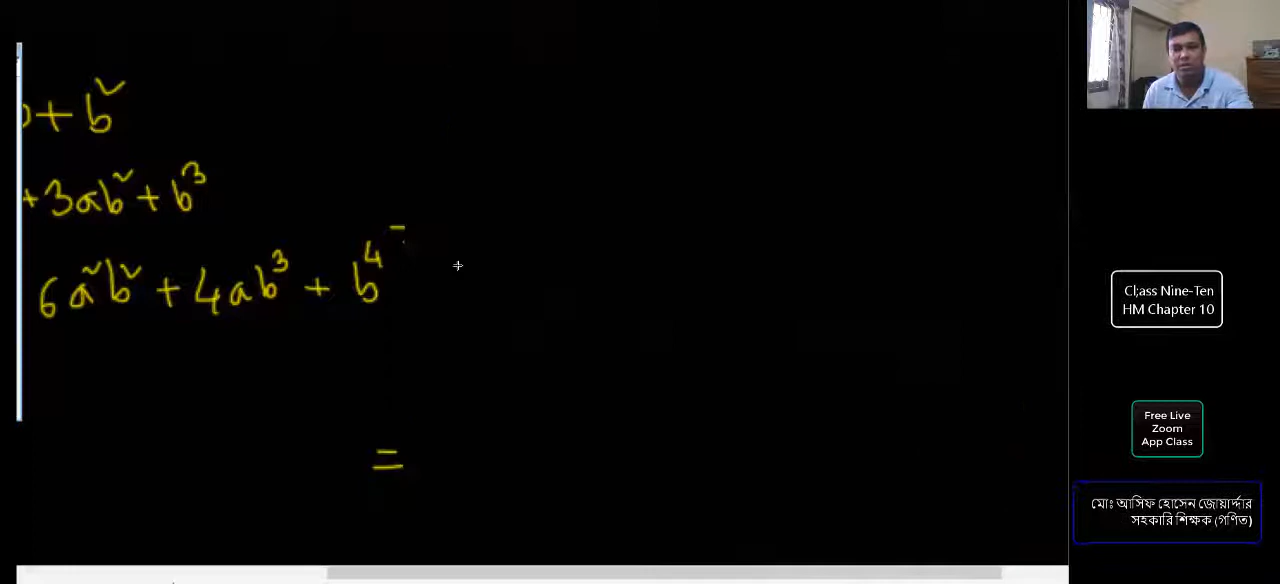 + b²
+3ab² + b³
6a²b² + 4ab³ + b⁴
=
Cl;ass Nine-Ten
HM Chapter 10
Free Live
Zoom
App Class
মোঃ আসিফ হোসেন জোয়ার্দ্দার
সহকারি শিক্ষক (গণিত)